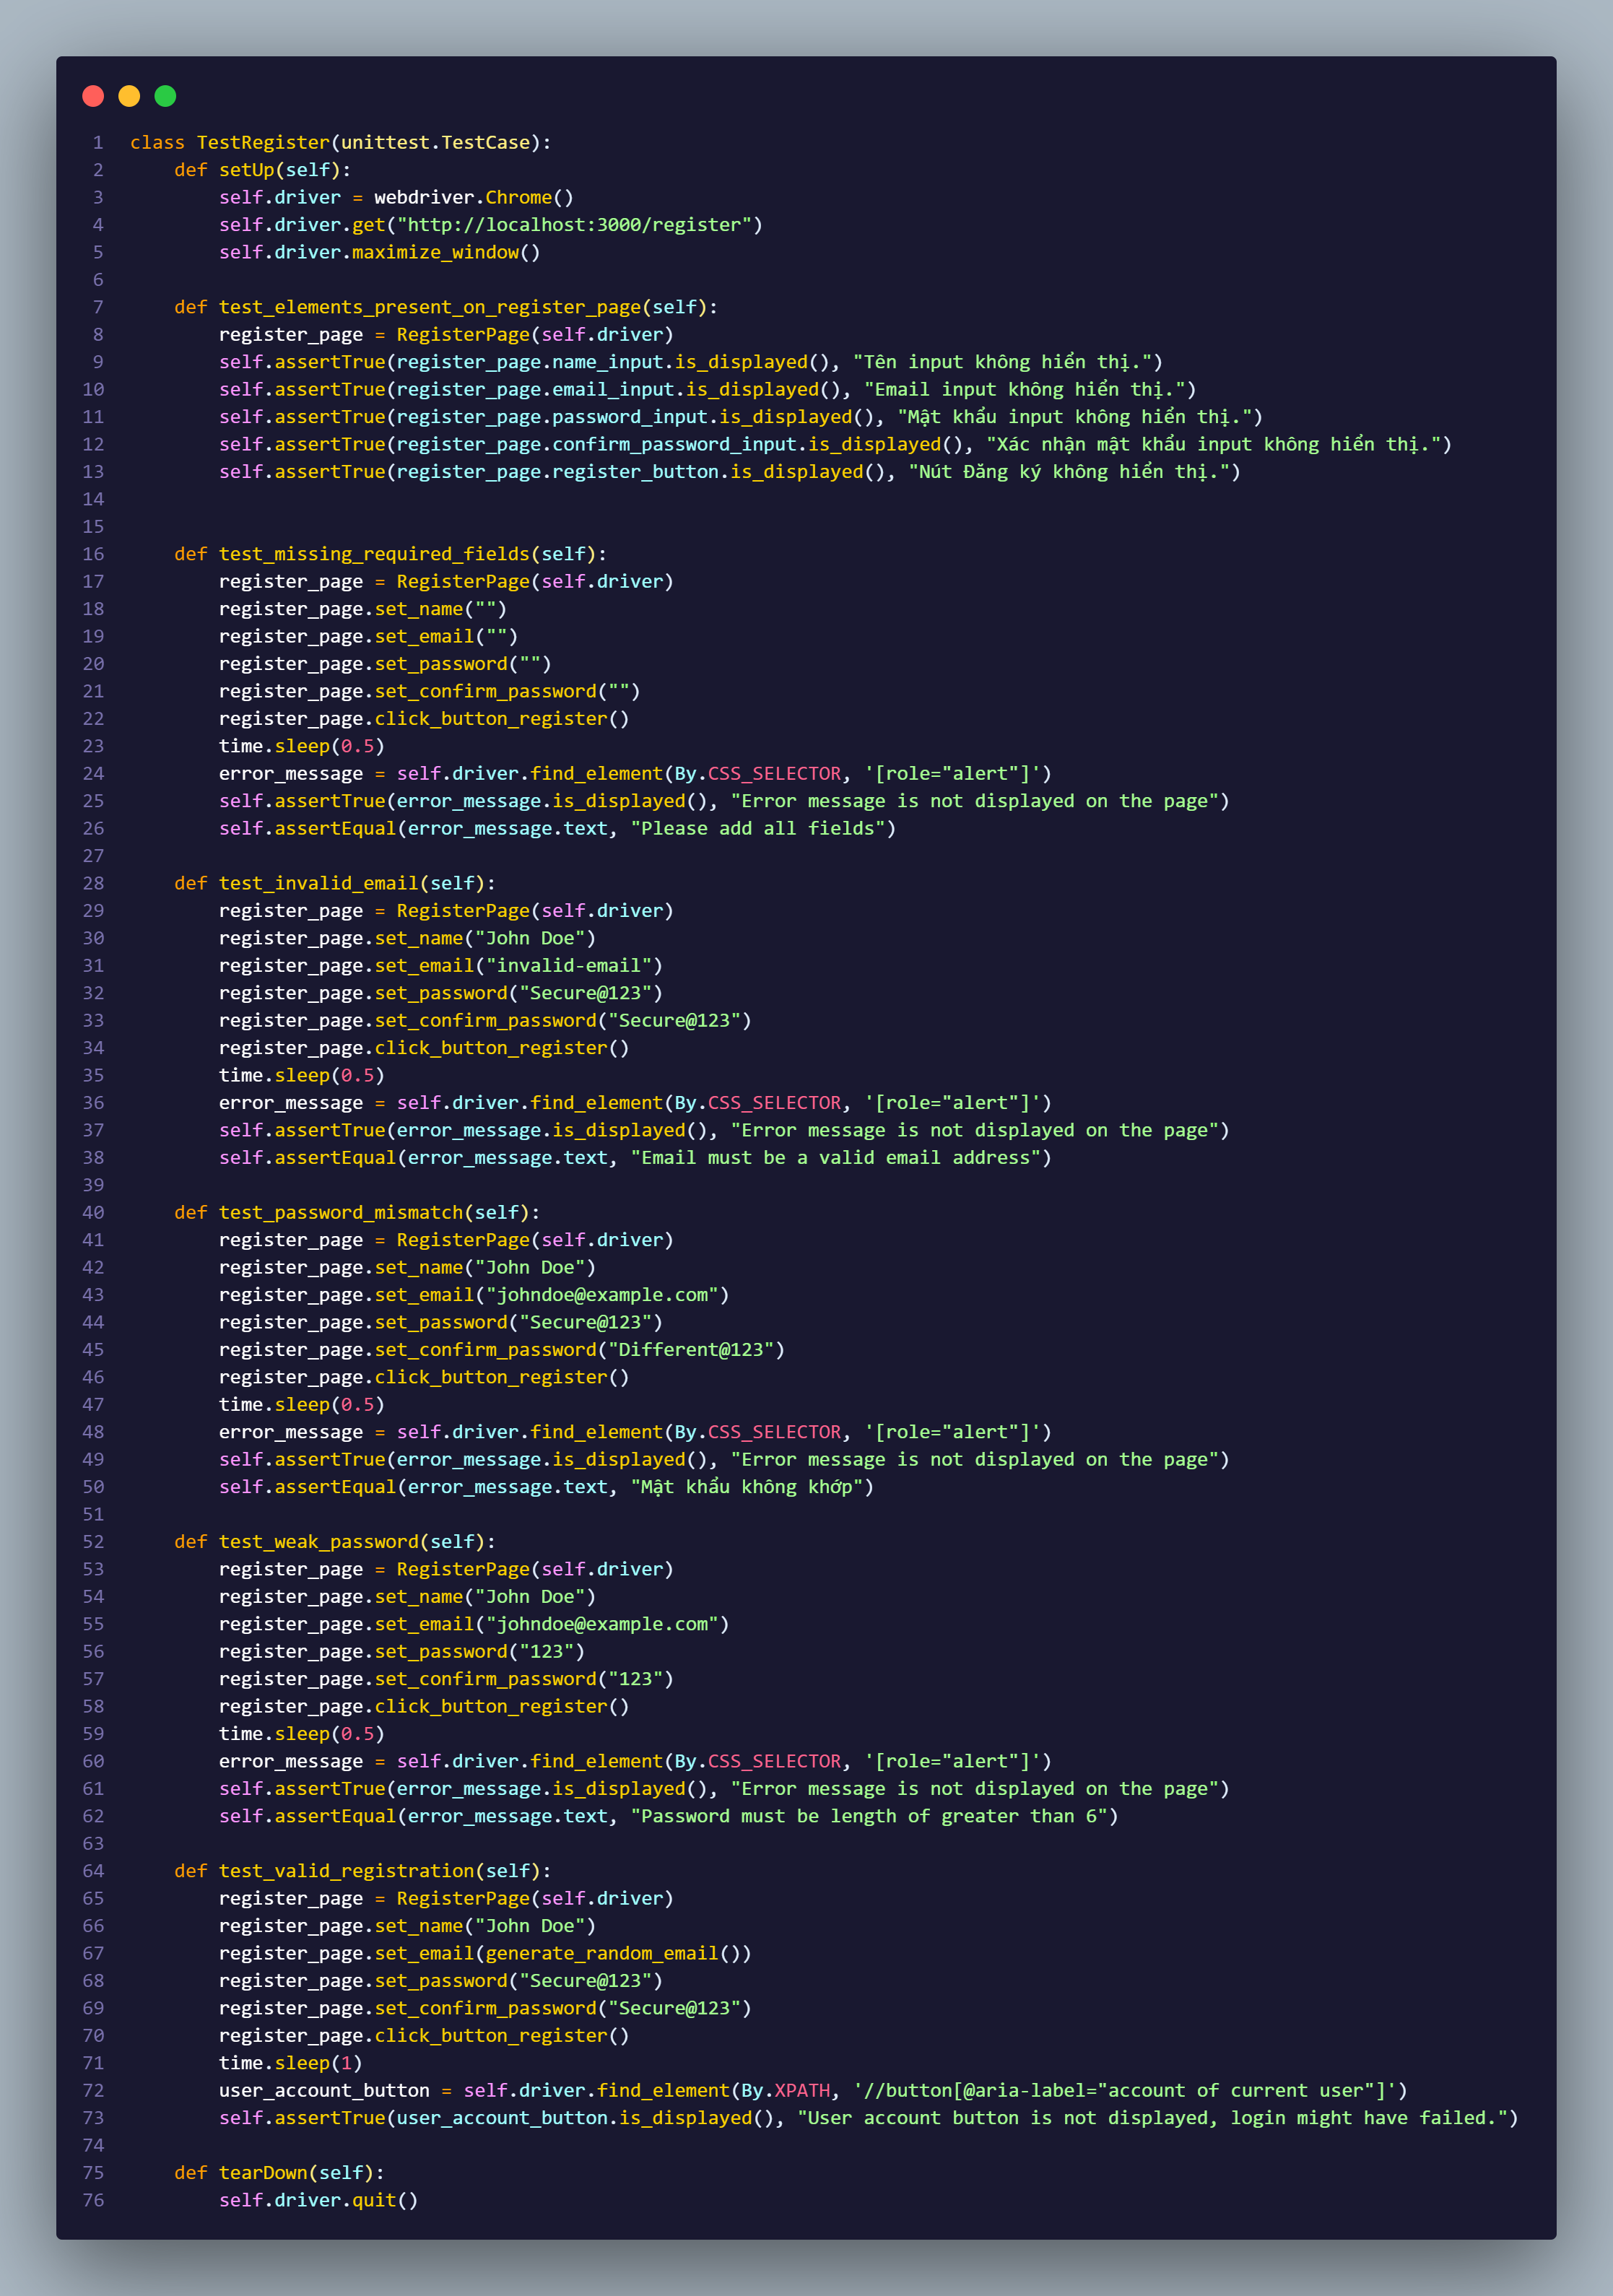 1 class TestRegister(unittest.TestCase):
2     def setUp(self):
3         self.driver = webdriver.Chrome()
4         self.driver.get("http://localhost:3000/register")
5         self.driver.maximize_window()
6
7     def test_elements_present_on_register_page(self):
8         register_page = RegisterPage(self.driver)
9         self.assertTrue(register_page.name_input.is_displayed(), "Tên input không hiển thị.")
10         self.assertTrue(register_page.email_input.is_displayed(), "Email input không hiển thị.")
11         self.assertTrue(register_page.password_input.is_displayed(), "Mật khẩu input không hiển thị.")
12         self.assertTrue(register_page.confirm_password_input.is_displayed(), "Xác nhận mật khẩu input không hiển thị.")
13         self.assertTrue(register_page.register_button.is_displayed(), "Nút Đăng ký không hiển thị.")
14
15
16     def test_missing_required_fields(self):
17         register_page = RegisterPage(self.driver)
18         register_page.set_name("")
19         register_page.set_email("")
20         register_page.set_password("")
21         register_page.set_confirm_password("")
22         register_page.click_button_register()
23         time.sleep(0.5)
24         error_message = self.driver.find_element(By.CSS_SELECTOR, '[role="alert"]')
25         self.assertTrue(error_message.is_displayed(), "Error message is not displayed on the page")
26         self.assertEqual(error_message.text, "Please add all fields")
27
28     def test_invalid_email(self):
29         register_page = RegisterPage(self.driver)
30         register_page.set_name("John Doe")
31         register_page.set_email("invalid-email")
32         register_page.set_password("Secure@123")
33         register_page.set_confirm_password("Secure@123")
34         register_page.click_button_register()
35         time.sleep(0.5)
36         error_message = self.driver.find_element(By.CSS_SELECTOR, '[role="alert"]')
37         self.assertTrue(error_message.is_displayed(), "Error message is not displayed on the page")
38         self.assertEqual(error_message.text, "Email must be a valid email address")
39
40     def test_password_mismatch(self):
41         register_page = RegisterPage(self.driver)
42         register_page.set_name("John Doe")
43         register_page.set_email("johndoe@example.com")
44         register_page.set_password("Secure@123")
45         register_page.set_confirm_password("Different@123")
46         register_page.click_button_register()
47         time.sleep(0.5)
48         error_message = self.driver.find_element(By.CSS_SELECTOR, '[role="alert"]')
49         self.assertTrue(error_message.is_displayed(), "Error message is not displayed on the page")
50         self.assertEqual(error_message.text, "Mật khẩu không khớp")
51
52     def test_weak_password(self):
53         register_page = RegisterPage(self.driver)
54         register_page.set_name("John Doe")
55         register_page.set_email("johndoe@example.com")
56         register_page.set_password("123")
57         register_page.set_confirm_password("123")
58         register_page.click_button_register()
59         time.sleep(0.5)
60         error_message = self.driver.find_element(By.CSS_SELECTOR, '[role="alert"]')
61         self.assertTrue(error_message.is_displayed(), "Error message is not displayed on the page")
62         self.assertEqual(error_message.text, "Password must be length of greater than 6")
63
64     def test_valid_registration(self):
65         register_page = RegisterPage(self.driver)
66         register_page.set_name("John Doe")
67         register_page.set_email(generate_random_email())
68         register_page.set_password("Secure@123")
69         register_page.set_confirm_password("Secure@123")
70         register_page.click_button_register()
71         time.sleep(1)
72         user_account_button = self.driver.find_element(By.XPATH, '//button[@aria-label="account of current user"]')
73         self.assertTrue(user_account_button.is_displayed(), "User account button is not displayed, login might have failed.")
74
75     def tearDown(self):
76         self.driver.quit()